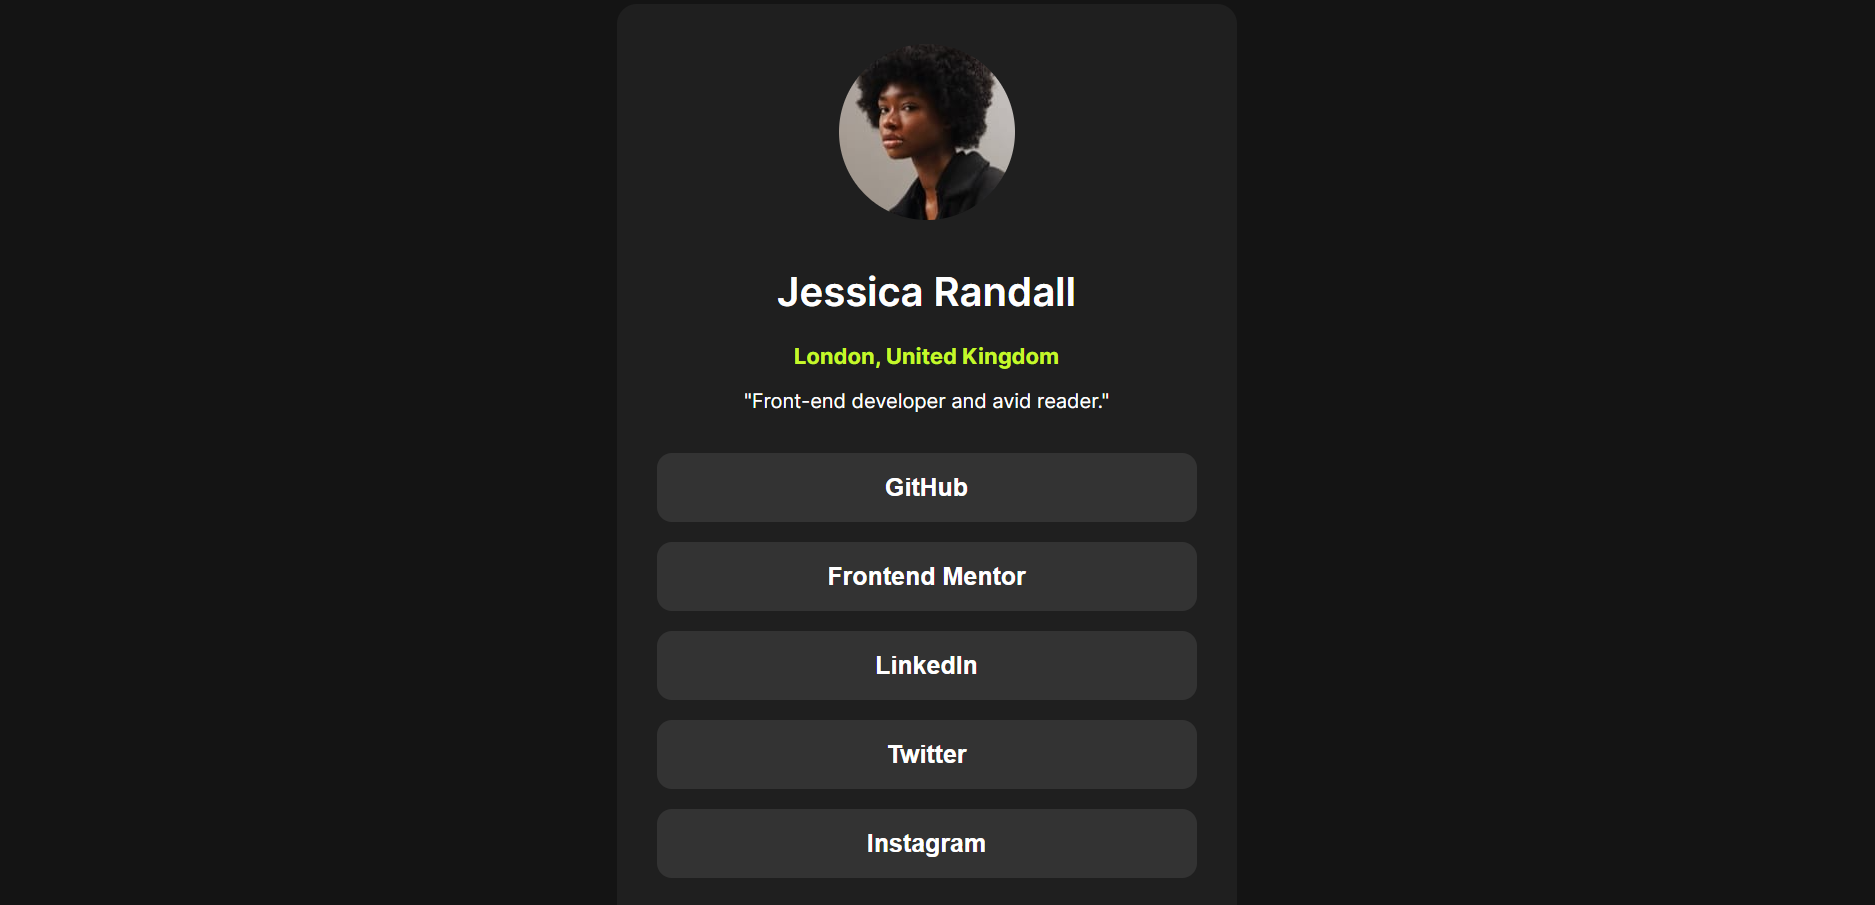 Jessica Randall
London, United Kingdom
"Front-end developer and avid reader."
GitHub
Frontend Mentor
LinkedIn
Twitter
Instagram